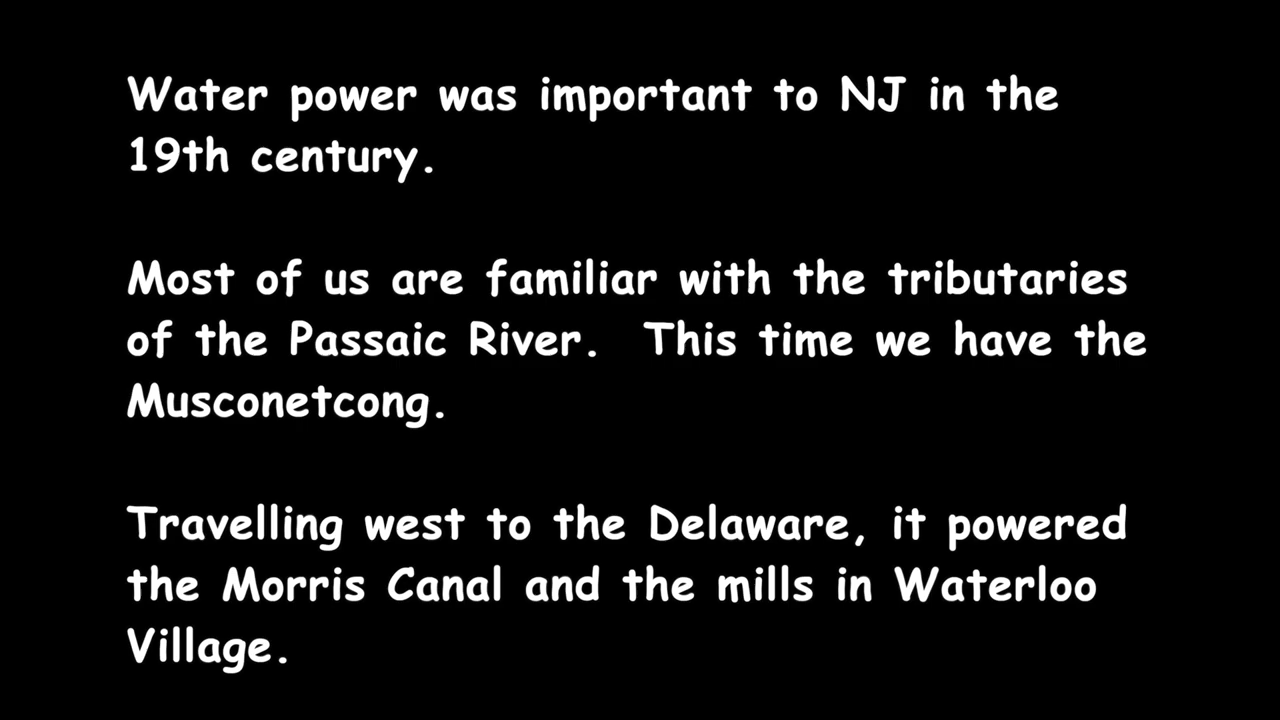 Water power was important to NJ in the
19th century.
Most of us are familiar with the tributaries
of the Passaic River.  This time we have the
Musconetcong.
Travelling west to the Delaware, it powered
the Morris Canal and the mills in Waterloo
Village.